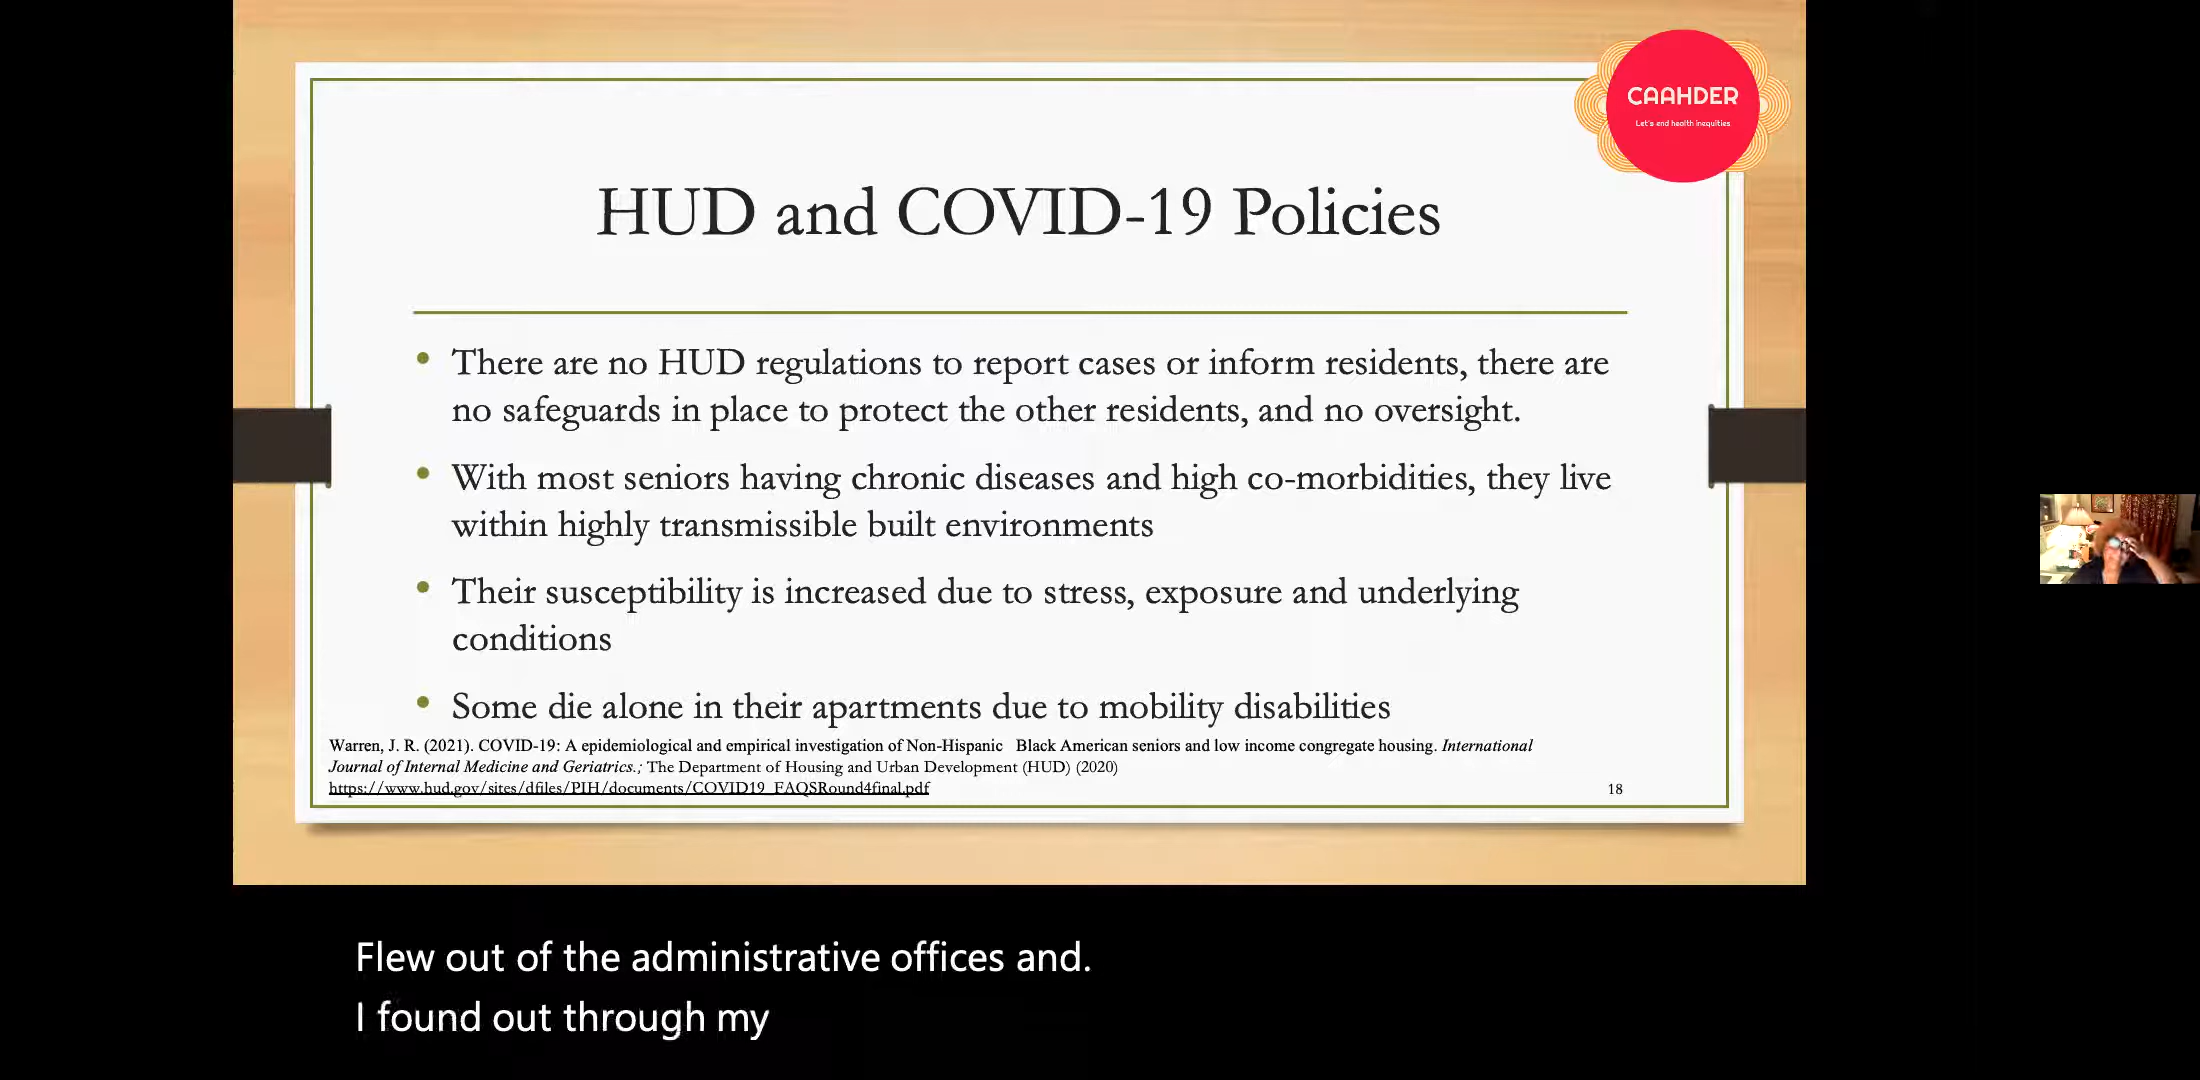 CAAHDER
Let's end health inequities
HUD and COVID-19 Policies
• There are no HUD regulations to report cases or inform residents, there are
no safeguards in place to protect the other residents, and no oversight.
• With most seniors having chronic diseases and high co-morbidities, they live
within highly transmissible built environments
• Their susceptibility is increased due to stress, exposure and underlying
conditions
• Some die alone in their apartments due to mobility disabilities
Warren, J. R. (2021). COVID-19: A epidemiological and empirical investigation of Non-Hispanic Black American seniors and low income congregate housing. International
Journal of Internal Medicine and Geriatrics.; The Department of Housing and Urban Development (HUD) (2020)
https://www.hud.gov/sites/dfiles/PIH/documents/COVID19_FAQSRound4final.pdf
18
Flew out of the administrative offices and.
I found out through my